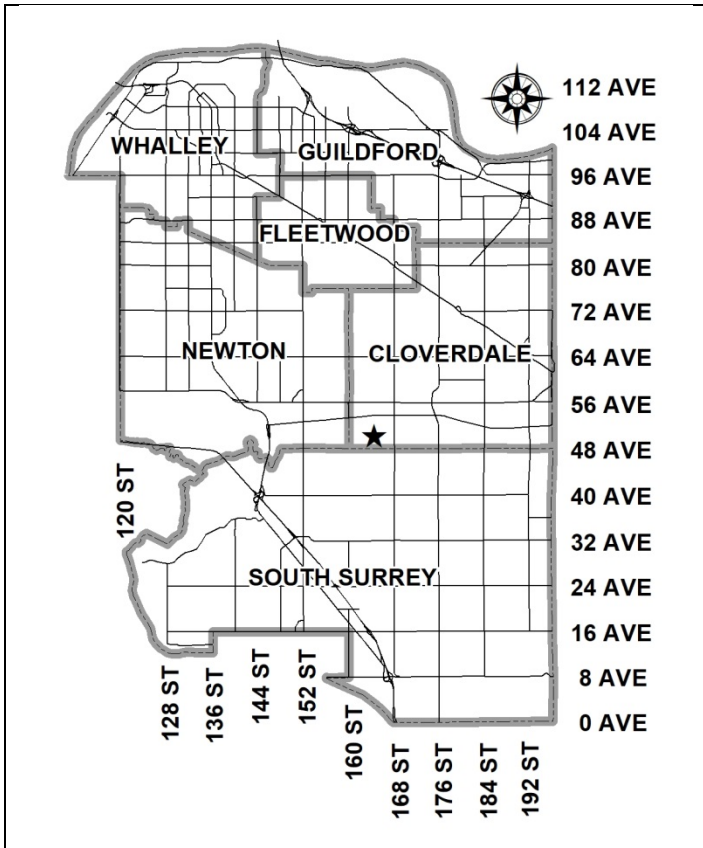 112 AVE
104 AVE
WHALLEY
GUILDFORD
96 AVE
88 AVE
FLEETWOOD
80 AVE
72 AVE
NEWTON
CLOVERDALE
64 AVE
56 AVE
48 AVE
120 ST
40 AVE
32 AVE
SOUTH SURREY
24 AVE
16 AVE
128 ST
136 ST
144 ST
152 ST
160 ST
8 AVE
0 AVE
168 ST
176 ST
184 ST
192 ST